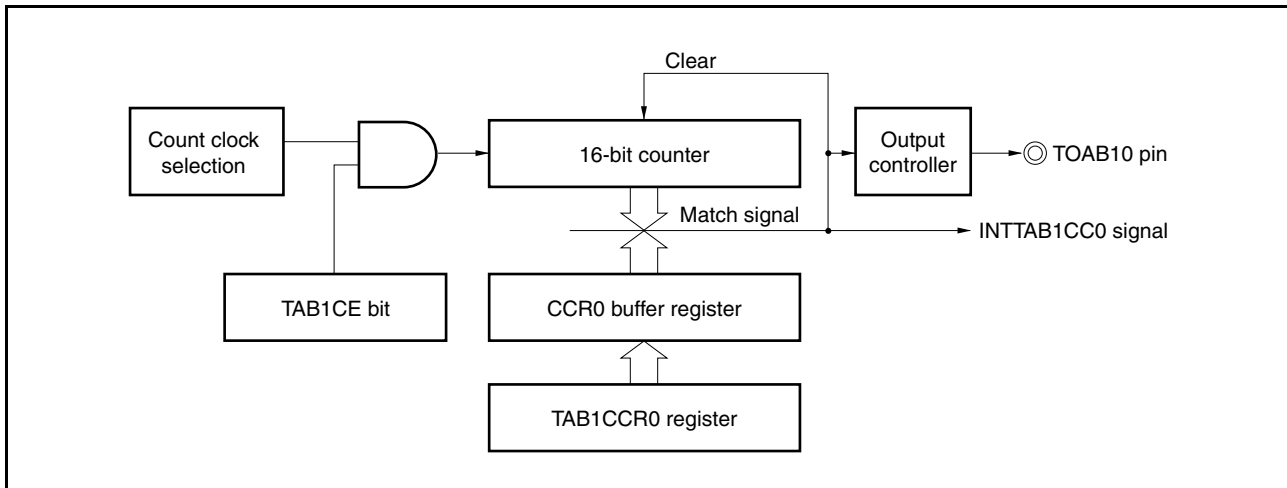 Clear
Count clock
selection
16-bit counter
Output
controller
TOAB10 pin
Match signal
INTTAB1CC0 signal
TAB1CE bit
CCR0 buffer register
TAB1CCR0 register